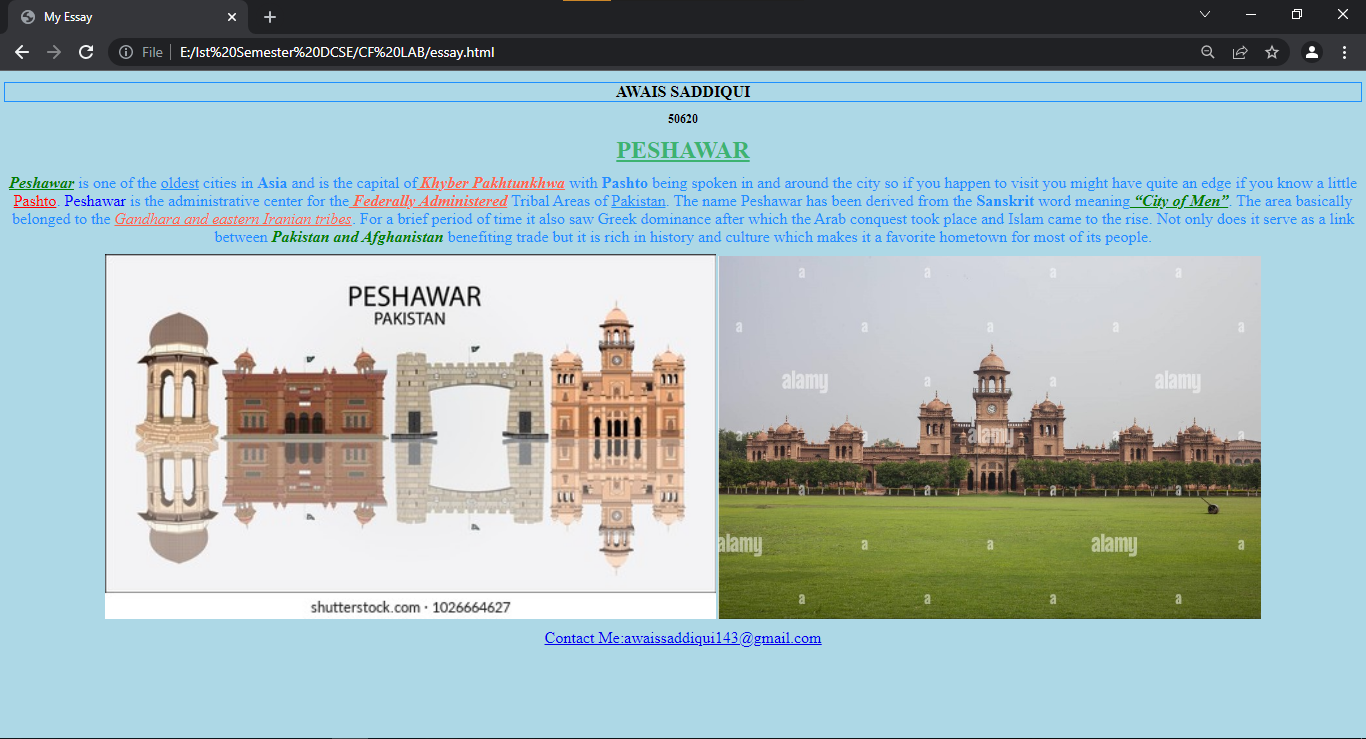 My Essay
File E:/Ist%20Semester%20DCSE/CF%20LAB/essay.html
AWAIS SADDIQUI
50620
PESHAWAR
Peshawar is one of the oldest cities in Asia and is the capital of Khyber Pakhtunkhwa with Pashto being spoken in and around the city so if you happen to visit you might have quite an edge if you know a little
Pashto. Peshawar is the administrative center for the Federally Administered Tribal Areas of Pakistan. The name Peshawar has been derived from the Sanskrit word meaning “City of Men”. The area basically
belonged to the Gandhara and eastern Iranian tribes. For a brief period of time it also saw Greek dominance after which the Arab conquest took place and Islam came to the rise. Not only does it serve as a link
between Pakistan and Afghanistan benefiting trade but it is rich in history and culture which makes it a favorite hometown for most of its people.
PESHAWAR
PAKISTAN
shutterstock.com · 1026664627
a a a a
a a a a a
alamy a a alamy
a alamy a
a a a a
alamy a a alamy a
a a a a
Contact Me:awaissaddiqui143@gmail.com